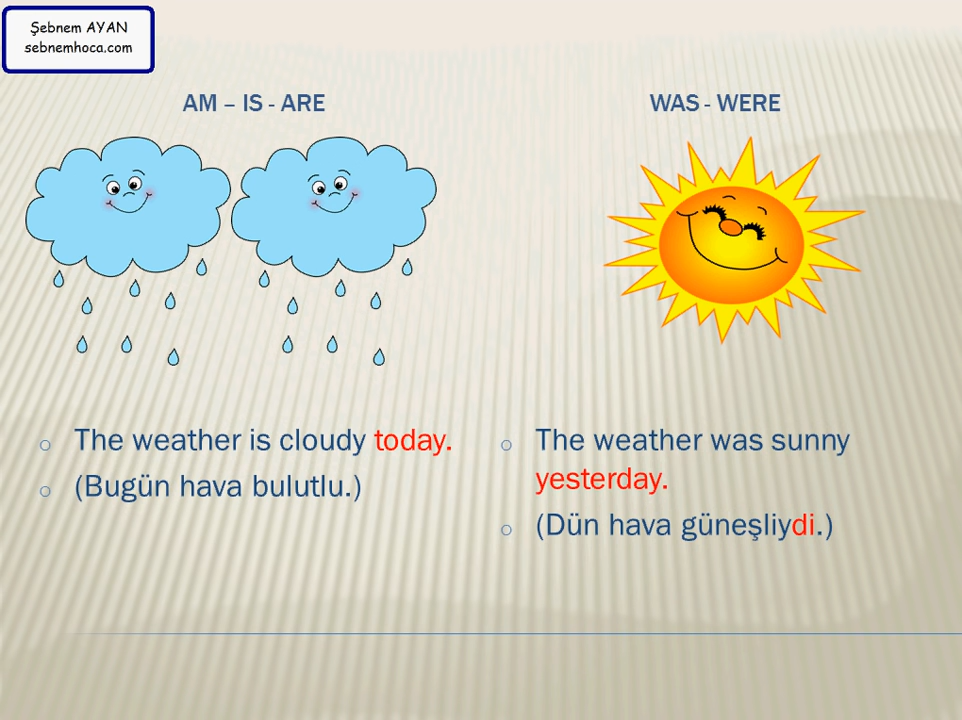 Şebnem AYAN
sebnemhoca.com
AM – IS - ARE
WAS - WERE
The weather is cloudy today.
(Bugün hava bulutlu.)
The weather was sunny
yesterday.
(Dün hava güneşliydi.)